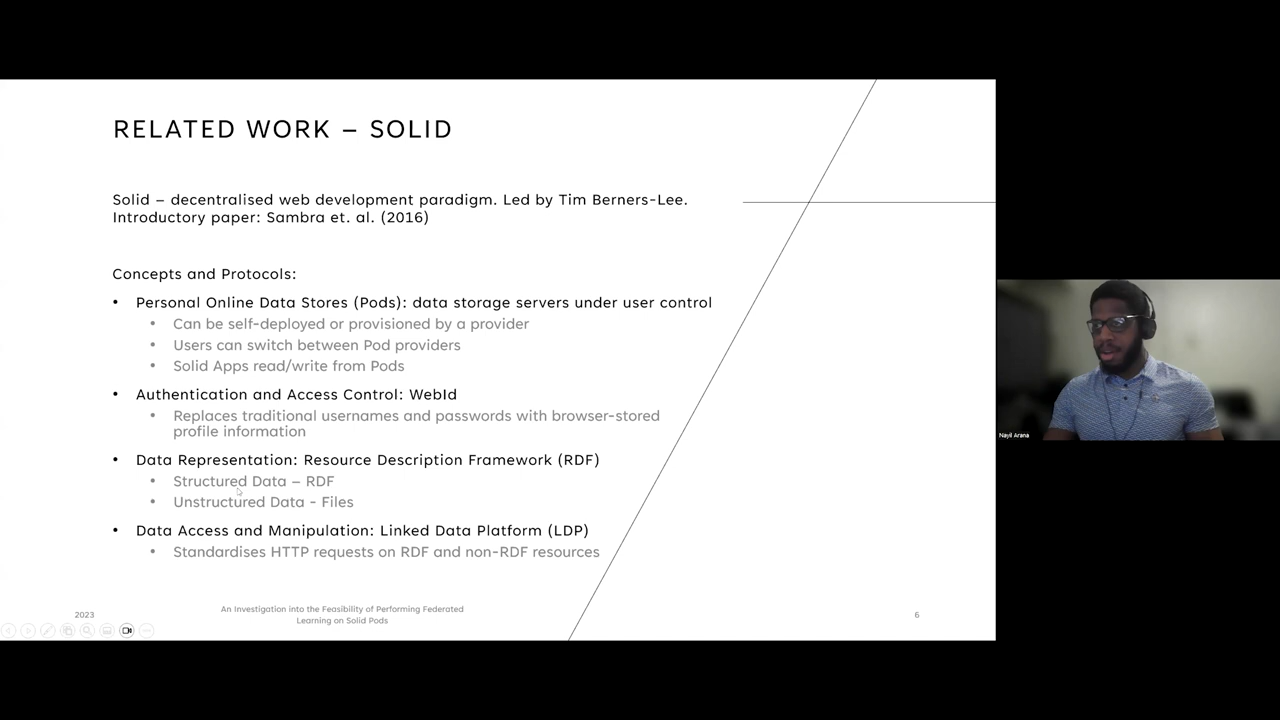 RELATED WORK – SOLID
Solid – decentralised web development paradigm. Led by Tim Berners-Lee.
Introductory paper: Sambra et. al. (2016)
Concepts and Protocols:
• Personal Online Data Stores (Pods): data storage servers under user control
• Can be self-deployed or provisioned by a provider
• Users can switch between Pod providers
• Solid Apps read/write from Pods
• Authentication and Access Control: WebId
• Replaces traditional usernames and passwords with browser-stored
profile information
• Data Representation: Resource Description Framework (RDF)
• Structured Data – RDF
• Unstructured Data - Files
• Data Access and Manipulation: Linked Data Platform (LDP)
• Standardises HTTP requests on RDF and non-RDF resources
2023
An Investigation into the Feasibility of Performing Federated
Learning on Solid Pods
6
Nayil Arana